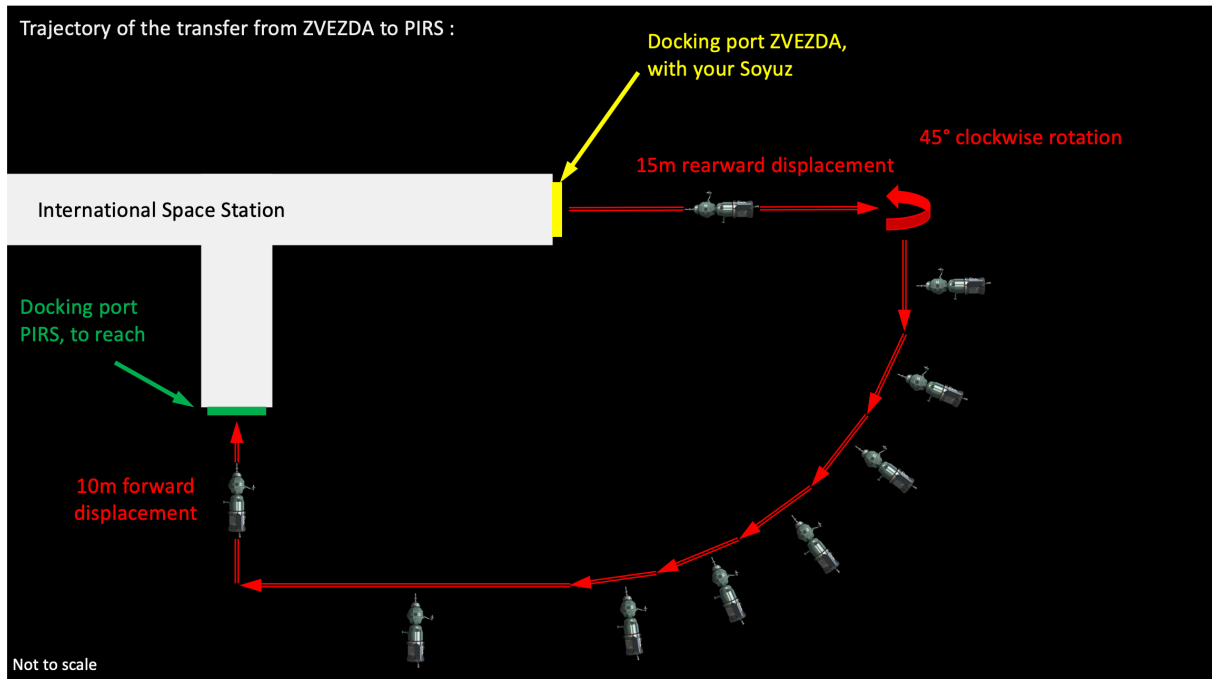 Trajectory of the transfer from ZVEZDA to PIRS :
Docking port ZVEZDA,
with your Soyuz
45° clockwise rotation
15m rearward displacement
International Space Station
Docking port
PIRS, to reach
10m forward
displacement
Not to scale